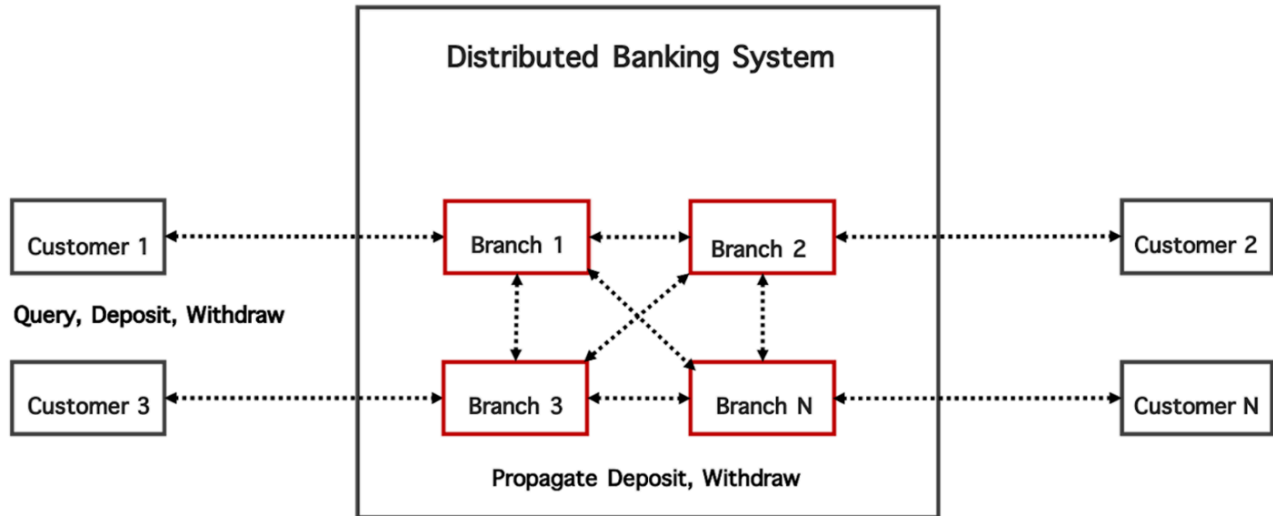 Distributed Banking System
Customer 1
Branch 1
Branch 2
Customer 2
Query, Deposit, Withdraw
Customer 3
Branch 3
Branch N
Customer N
Propagate Deposit, Withdraw